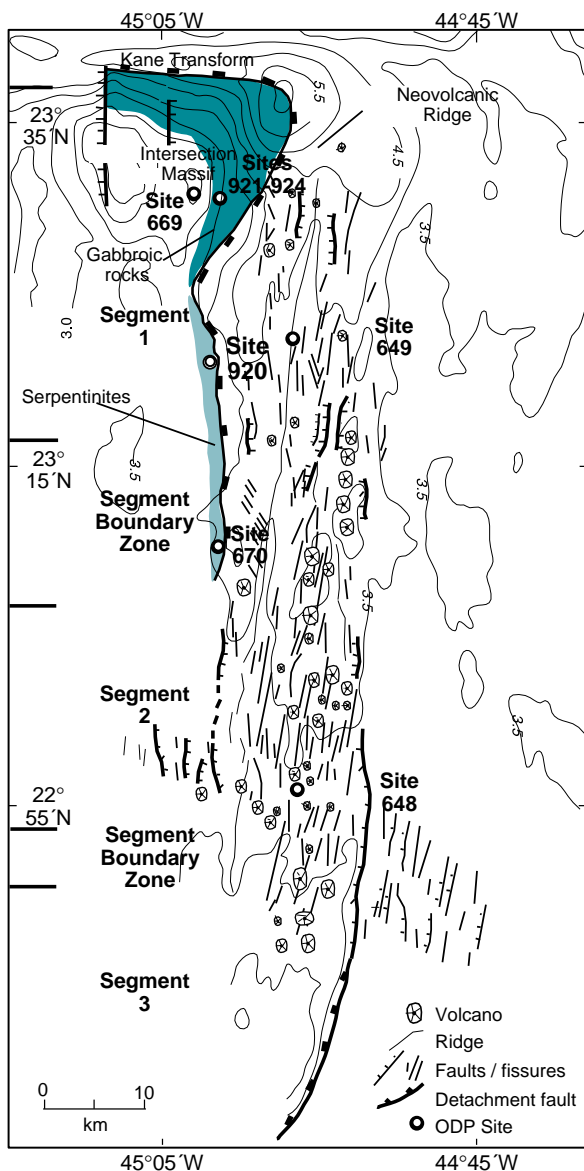 45°05´W
44°45´W
Kane Transform
5.5
Neovolcanic
Ridge
23°
35´N
4.5
Intersection
Massif
Sites
921-924
Site
669
3.5
Gabbroic
rocks
3.0
Segment
1
Site
649
Site
920
Serpentinites
23°
15´N
3.5
3.5
Segment
Boundary
Zone
Site
670
3.5
Segment
2
3.5
Site
648
22°
55´N
Segment
Boundary
Zone
Segment
3
Volcano
Ridge
Faults / fissures
Detachment fault
ODP Site
0
10
km
45°05´W
44°45´W